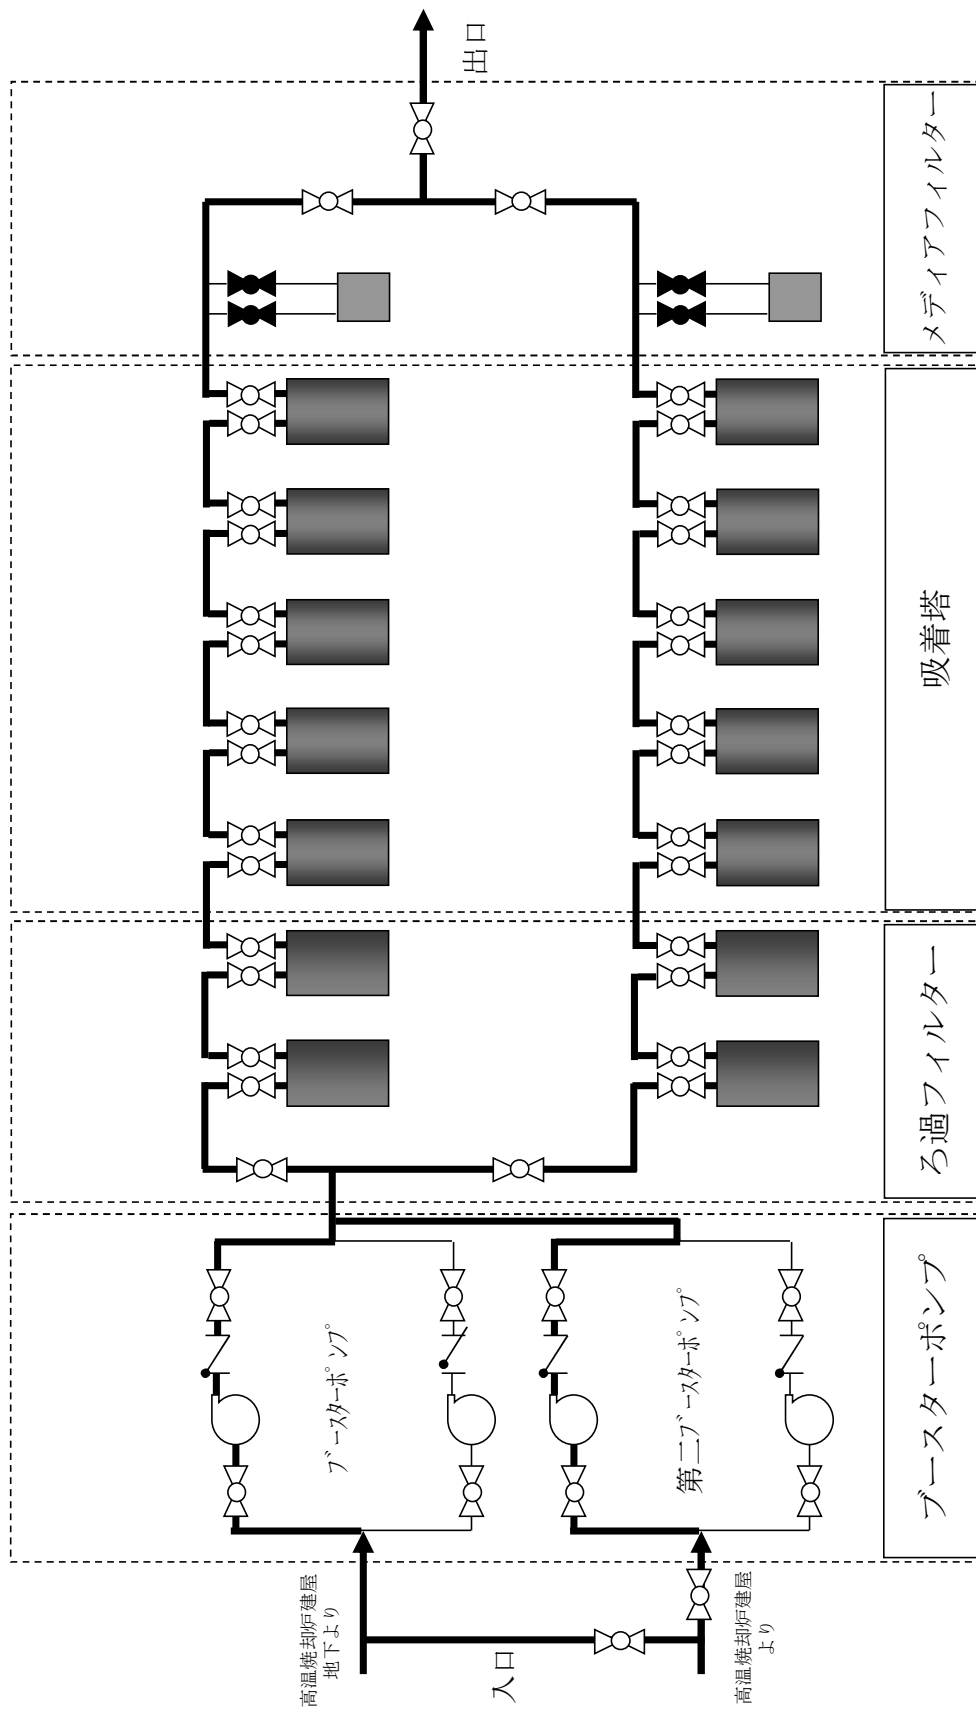 高温焼却炉建屋
地下より
入口
高温焼却炉建屋
より
ブースターポンプ
第二ブースターポンプ
ブースターポンプ
ろ過フィルター
吸着塔
メディアフィルター
出口